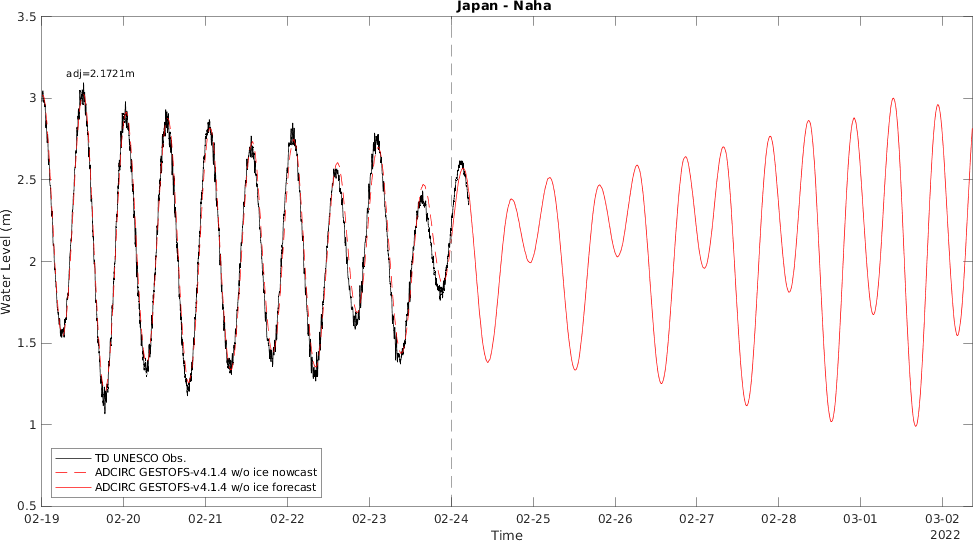 Japan - Naha
3.5
3
2.5
2
1.5
1
0.5
Water Level (m)
adj=2.1721m
TD UNESCO Obs.
ADCIRC GESTOFS-v4.1.4 w/o ice nowcast
ADCIRC GESTOFS-v4.1.4 w/o ice forecast
02-19 02-20 02-21 02-22 02-23 02-24 02-25 02-26 02-27 02-28 03-01 03-02
Time
2022